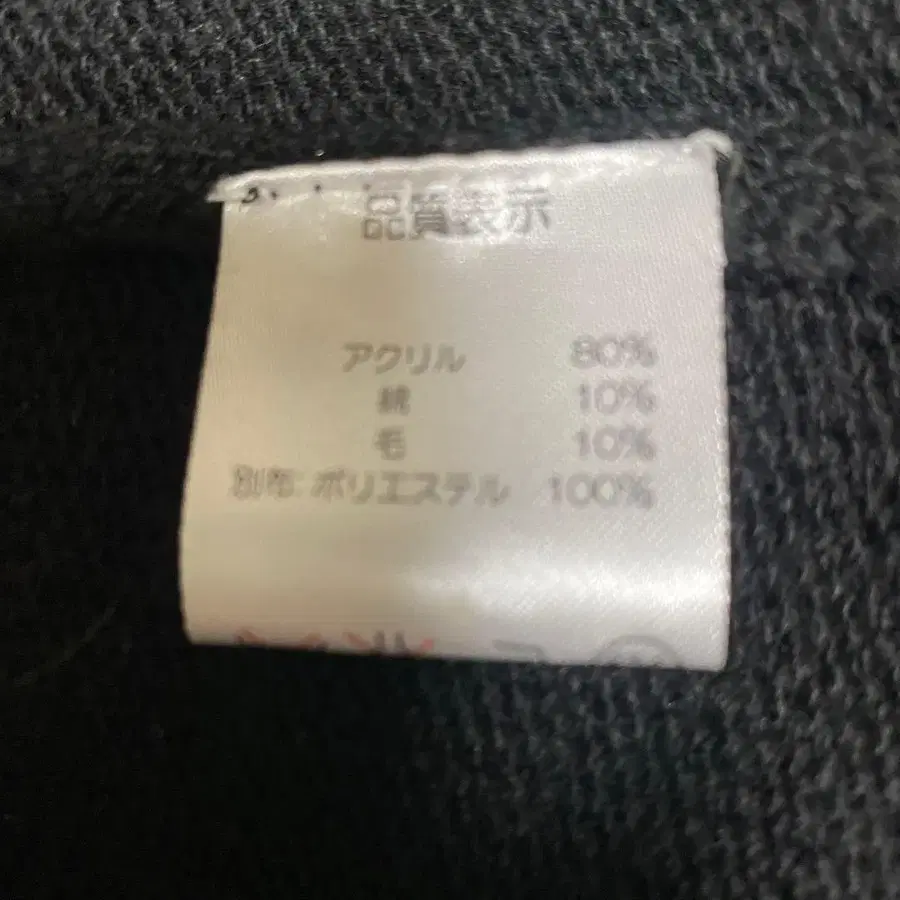 品質表示
アクリル 80%
綿 10%
毛 10%
別布: ポリエステル 100%